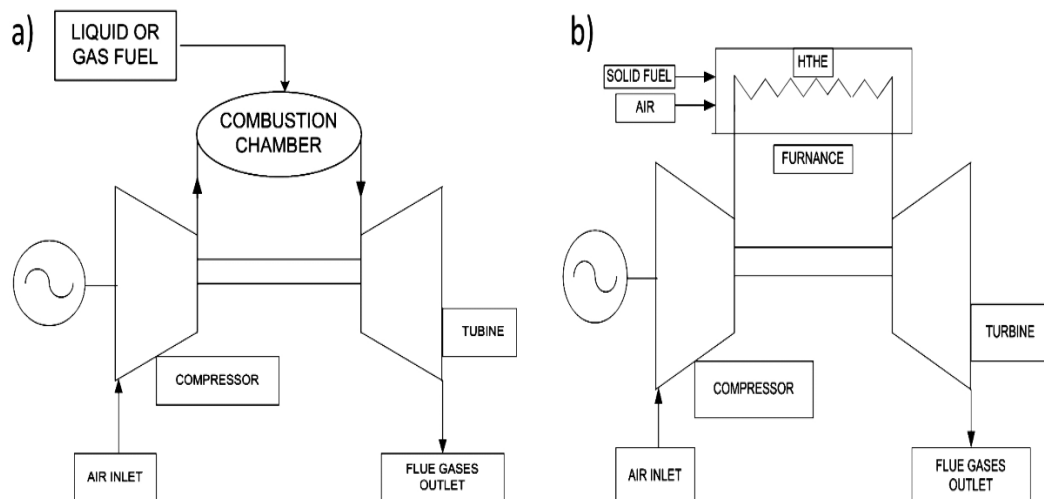 a)
LIQUID OR
GAS FUEL
COMBUSTION
CHAMBER
TUBINE
COMPRESSOR
AIR INLET
FLUE GASES
OUTLET
b)
HTHE
SOLID FUEL
AIR
FURNANCE
TURBINE
COMPRESSOR
AIR INLET
FLUE GASES
OUTLET